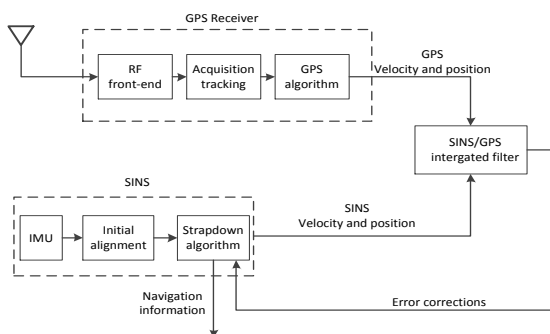 GPS Receiver
RF
front-end
Acquisition
tracking
GPS
algorithm
GPS
Velocity and position
SINS/GPS
intergated filter
SINS
IMU
Initial
alignment
Strapdown
algorithm
SINS
Velocity and position
Navigation
information
Error corrections